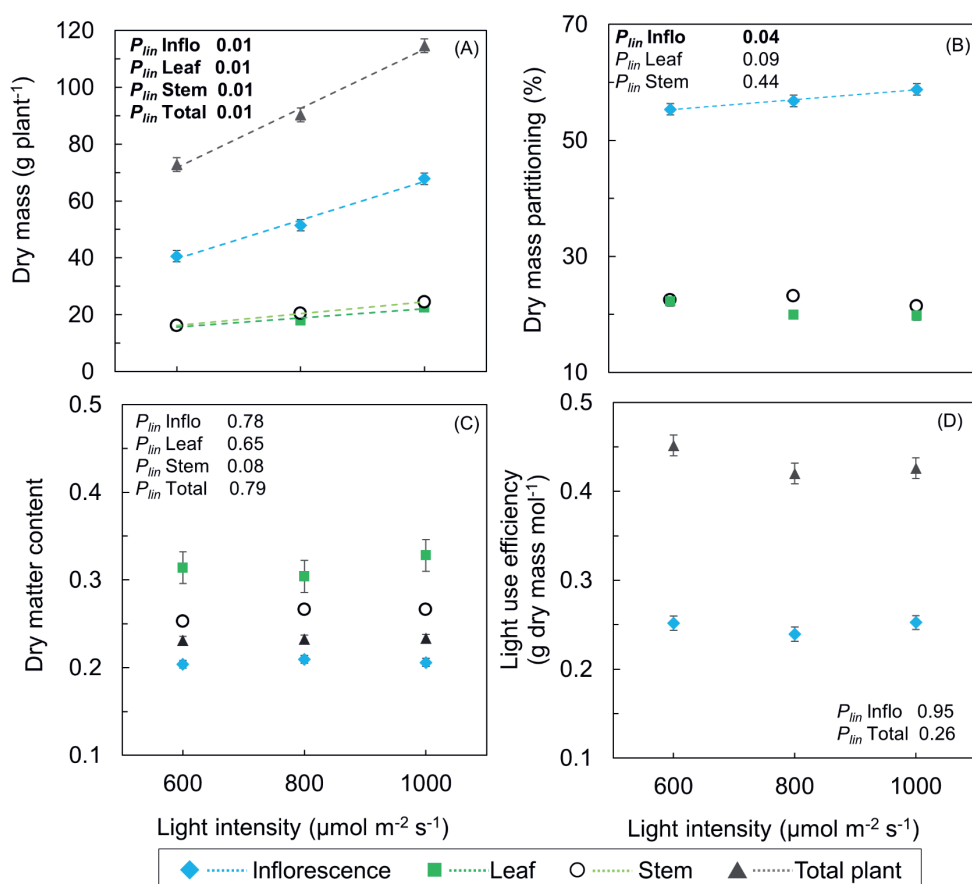 Dry mass (g plant⁻¹)
120
100
80
60
40
20
0
P_lin Inflo 0.01
P_lin Leaf 0.01
P_lin Stem 0.01
P_lin Total 0.01
(A)
Dry mass partitioning (%)
70
50
30
10
P_lin Inflo 0.04
P_lin Leaf 0.09
P_lin Stem 0.44
(B)
Dry matter content
0.5
0.4
0.3
0.2
0.1
P_lin Inflo 0.78
P_lin Leaf 0.65
P_lin Stem 0.08
P_lin Total 0.79
(C)
600 800 1000
Light intensity (µmol m⁻² s⁻¹)
Light use efficiency
(g dry mass mol⁻¹)
0.5
0.4
0.3
0.2
0.1
(D)
P_lin Inflo 0.95
P_lin Total 0.26
600 800 1000
Light intensity (µmol m⁻² s⁻¹)
Inflorescence Leaf Stem Total plant